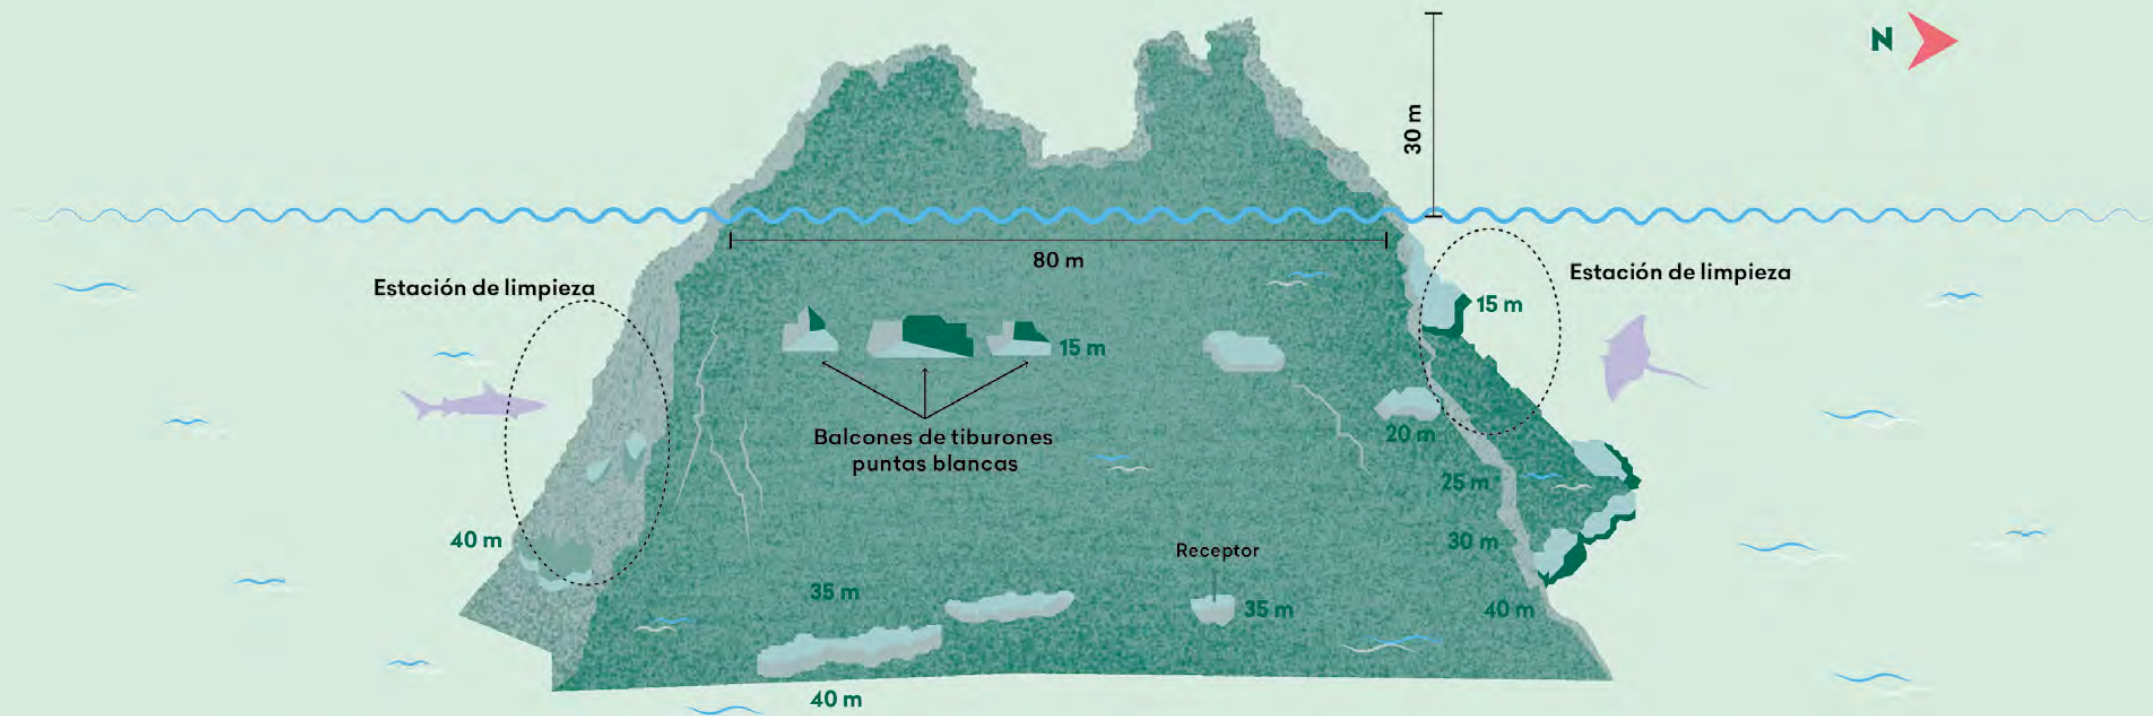 N
30 m
80 m
Estación de limpieza
Estación de limpieza
15 m
15 m
Balcones de tiburones
puntas blancas
20 m
25 m
40 m
30 m
Receptor
35 m
35 m
40 m
40 m